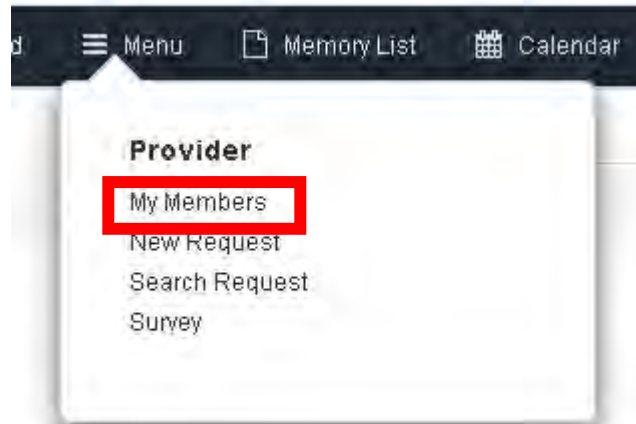 d Menu Memory List Calendar
Provider
My Members
New Request
Search Request
Survey